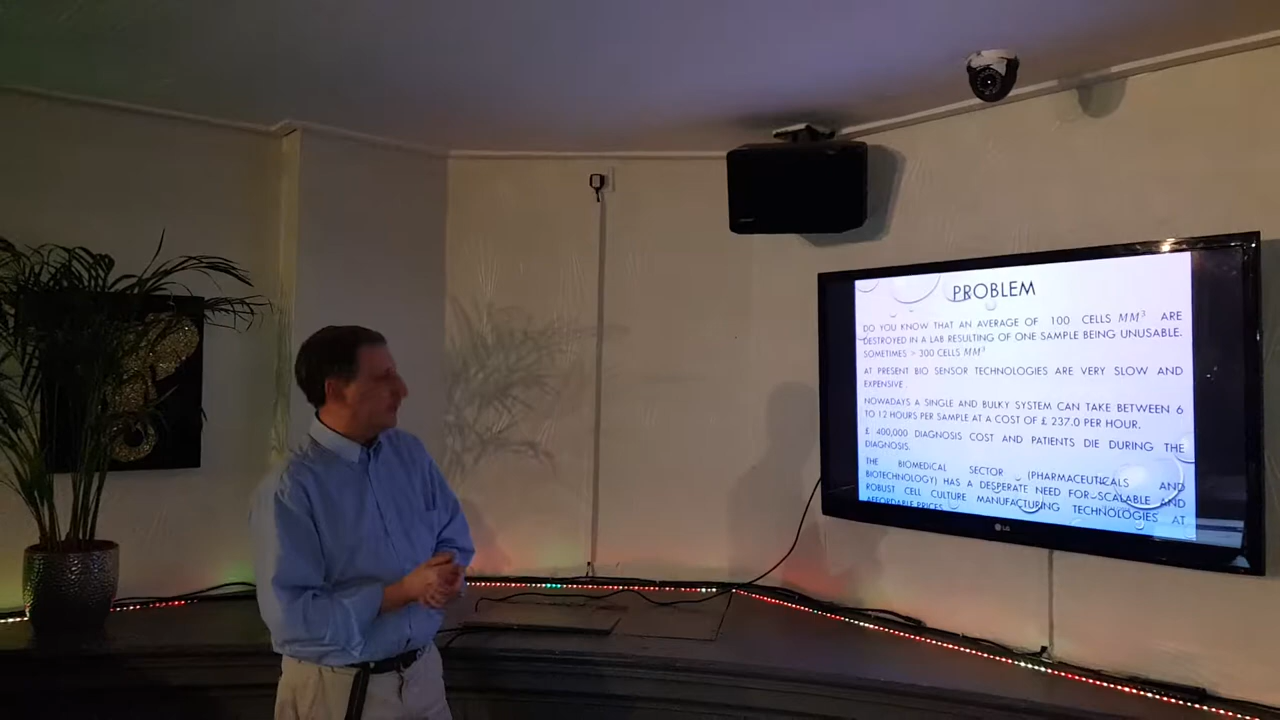 PROBLEM
DO YOU KNOW THAT AN AVERAGE OF 100 CELLS MM³ ARE
DESTROYED IN A LAB RESULTING OF ONE SAMPLE BEING UNUSABLE.
SOMETIMES > 300 CELLS MM³
AT PRESENT BIO SENSOR TECHNOLOGIES ARE VERY SLOW AND
EXPENSIVE .
NOWADAYS A SINGLE AND BULKY SYSTEM CAN TAKE BETWEEN 6
TO 12 HOURS PER SAMPLE AT A COST OF £ 237.0 PER HOUR.
£ 400,000 DIAGNOSIS COST AND PATIENTS DIE DURING THE
DIAGNOSIS.
THE BIOMEDICAL SECTOR (PHARMACEUTICALS AND
BIOTECHNOLOGY) HAS A DESPERATE NEED FOR SCALABLE AND
ROBUST CELL CULTURE MANUFACTURING TECHNOLOGIES AT
AFFORDABLE PRICES
LG